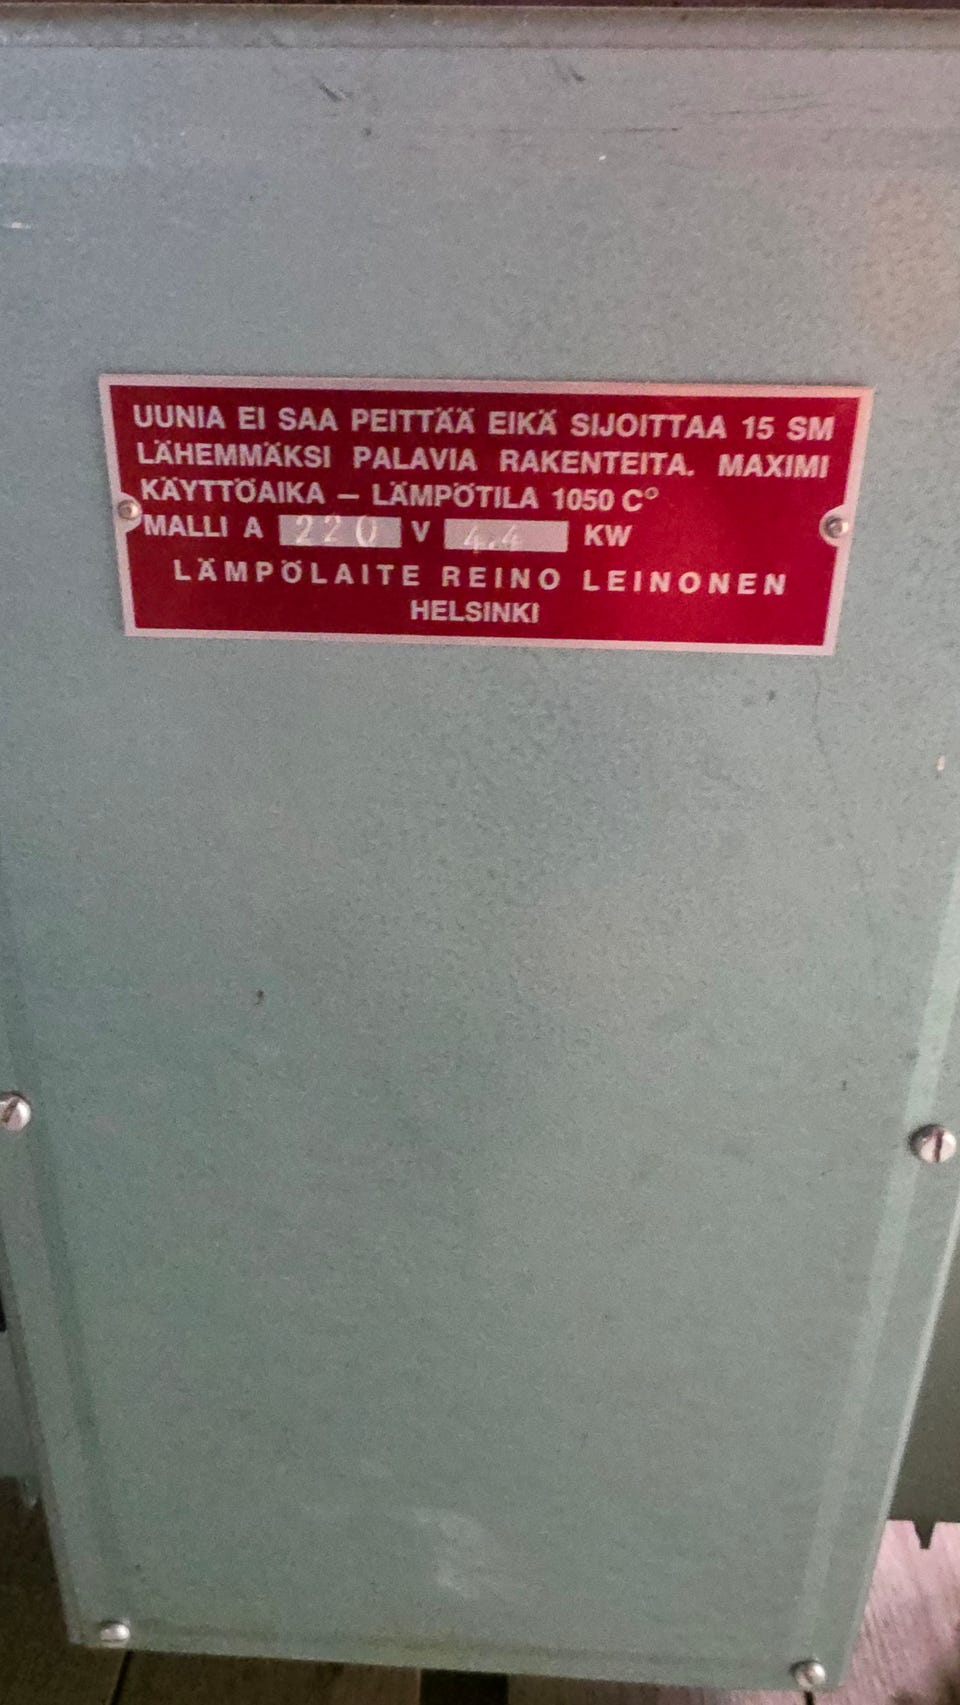 UUNIA EI SAA PEITTÄÄ EIKÄ SIJOITTAA 15 SM
LÄHEMMÄKSI PALAVIA RAKENTEITA. MAXIMI
KÄYTTÖAIKA – LÄMPÖTILA 1050 C°
MALLI A 220 V 4.4 KW
LÄMPÖLAITE REINO LEINONEN
HELSINKI